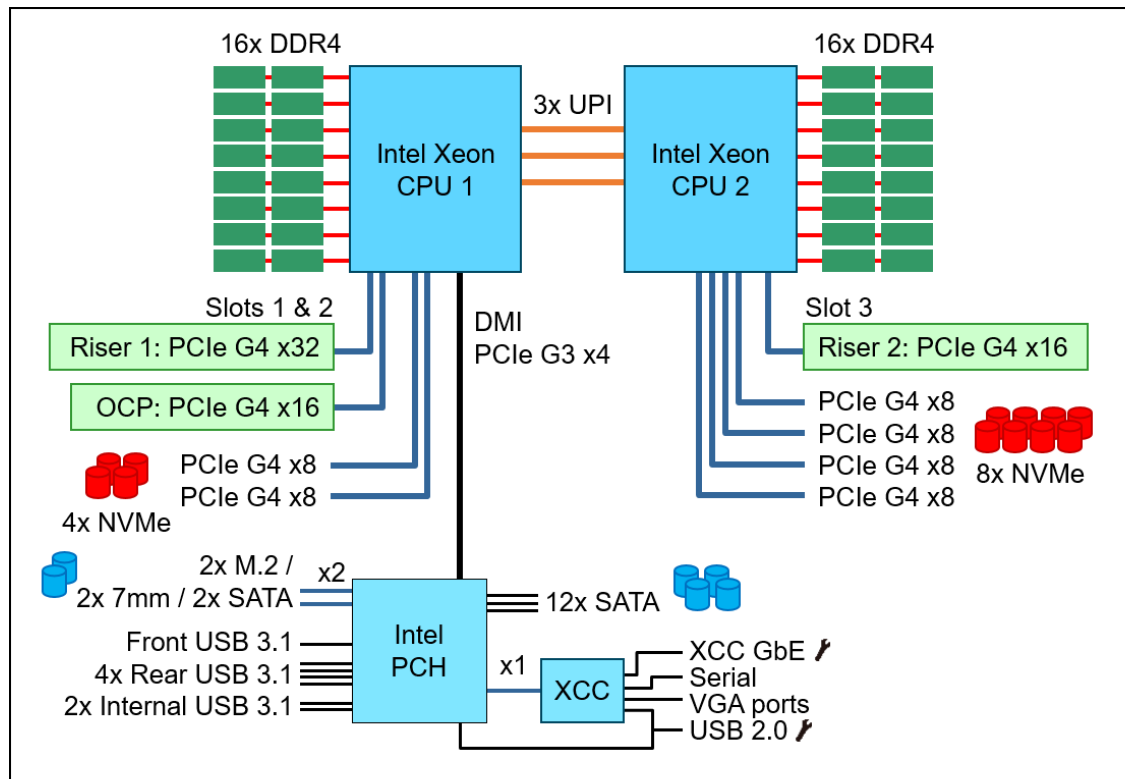 16x DDR4
16x DDR4
3x UPI
Intel Xeon
CPU 1
Intel Xeon
CPU 2
Slots 1 & 2
Riser 1: PCIe G4 x32
OCP: PCIe G4 x16
DMI
PCIe G3 x4
Slot 3
Riser 2: PCIe G4 x16
PCIe G4 x8
PCIe G4 x8
PCIe G4 x8
PCIe G4 x8
8x NVMe
PCIe G4 x8
PCIe G4 x8
4x NVMe
2x M.2 /
2x 7mm / 2x SATA
x2
12x SATA
Front USB 3.1
4x Rear USB 3.1
2x Internal USB 3.1
Intel
PCH
x1
XCC
XCC GbE
Serial
VGA ports
USB 2.0